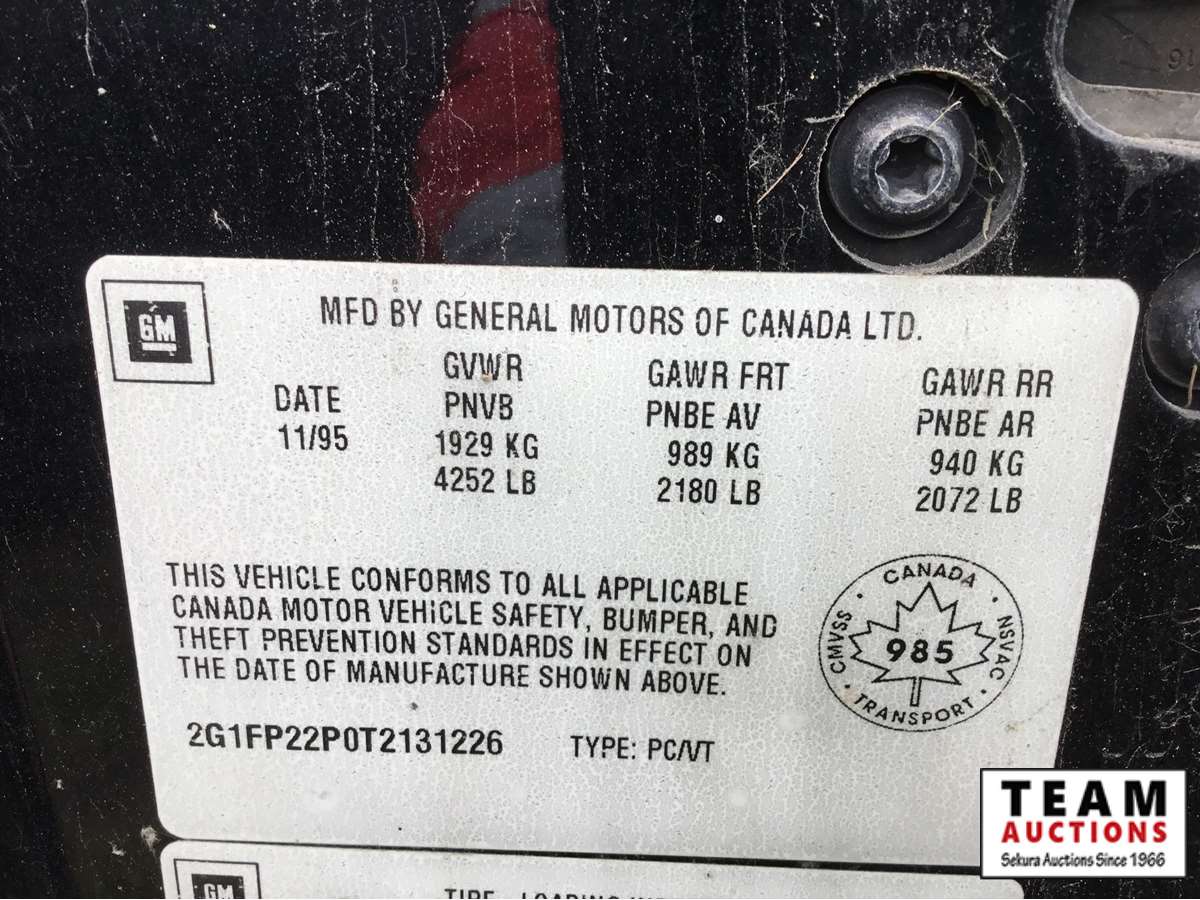 GM
MFD BY GENERAL MOTORS OF CANADA LTD.
DATE
11/95
GVWR
PNVB
1929 KG
4252 LB
GAWR FRT
PNBE AV
989 KG
2180 LB
GAWR RR
PNBE AR
940 KG
2072 LB
THIS VEHICLE CONFORMS TO ALL APPLICABLE
CANADA MOTOR VEHICLE SAFETY, BUMPER, AND
THEFT PREVENTION STANDARDS IN EFFECT ON
THE DATE OF MANUFACTURE SHOWN ABOVE.
CANADA
CMVSS
985
NSVAC
TRANSPORT
2G1FP22P0T2131226 TYPE: PC/VT
GM
TEAM
AUCTIONS
Sekura Auctions Since 1966